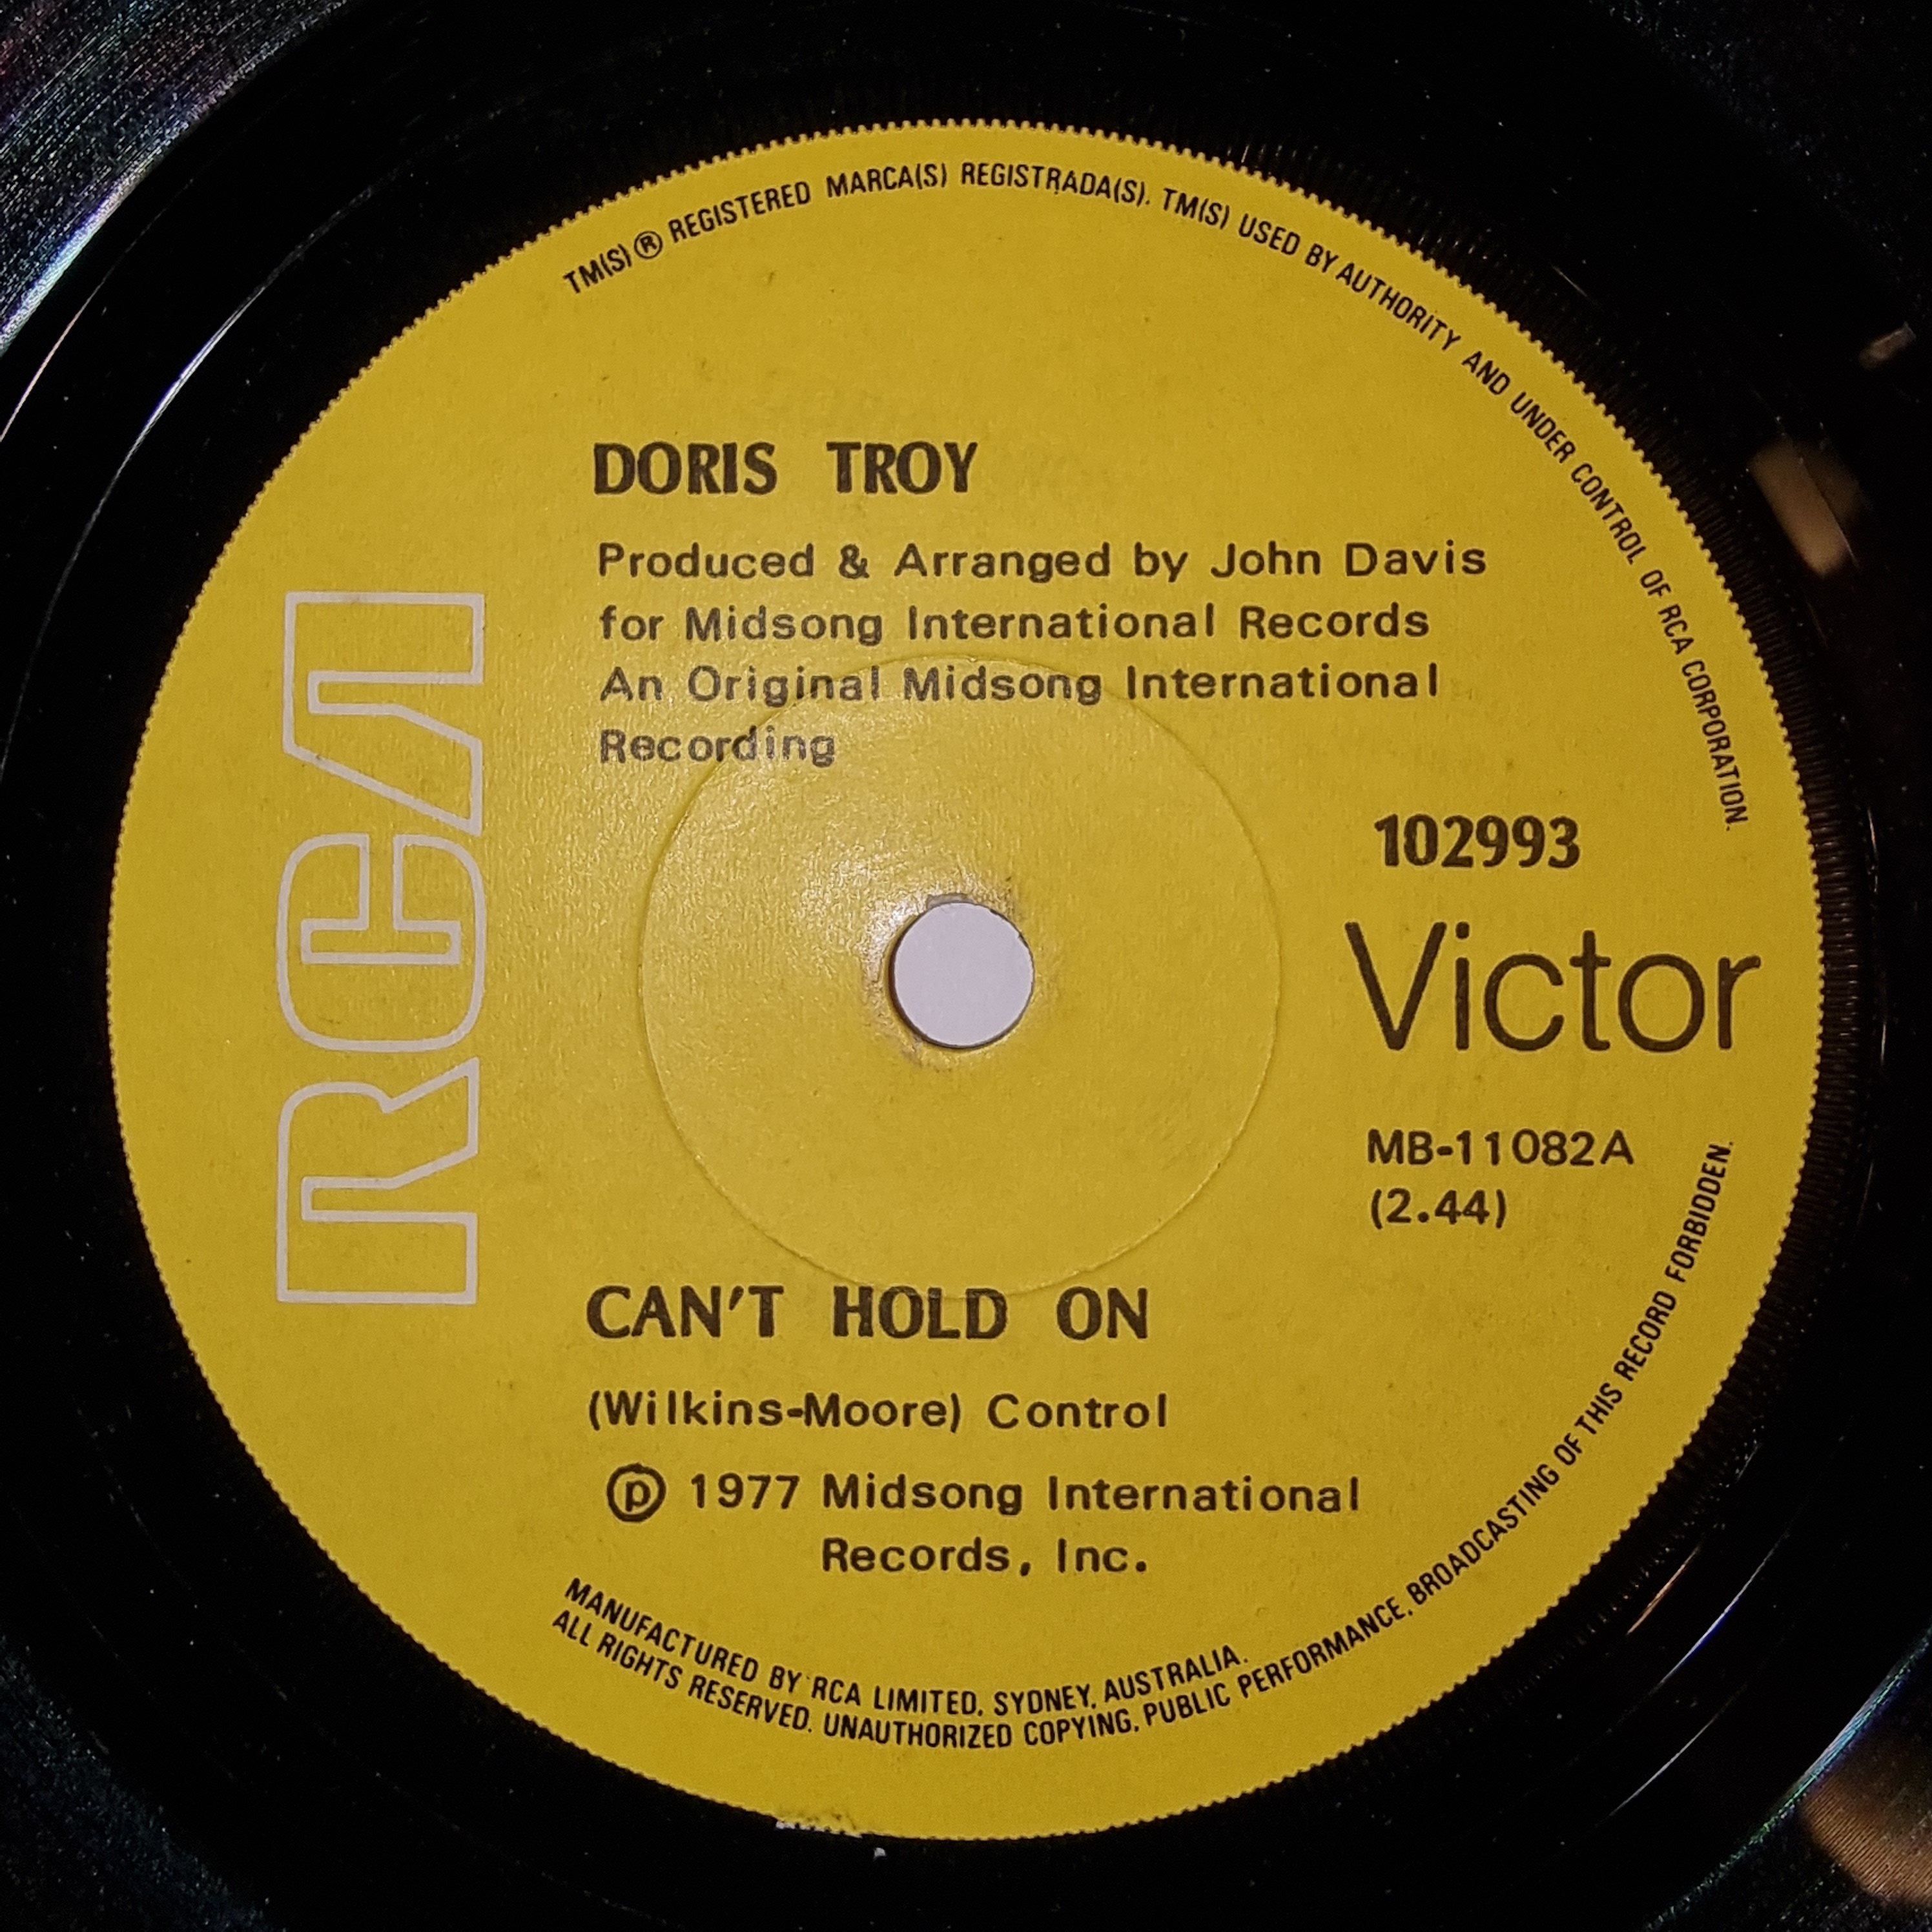 TM(S) ® REGISTERED MARCA(S) REGISTRADA(S). TM(S) USED BY AUTHORITY AND UNDER CONTROL OF RCA CORPORATION.
RCA
DORIS TROY
Produced & Arranged by John Davis
for Midsong International Records
An Original Midsong International
Recording
102993
Victor
MB-11082A
(2.44)
CAN'T HOLD ON
(Wilkins-Moore) Control
℗ 1977 Midsong International
Records, Inc.
MANUFACTURED BY RCA LIMITED, SYDNEY, AUSTRALIA.
ALL RIGHTS RESERVED. UNAUTHORIZED COPYING, PUBLIC PERFORMANCE, BROADCASTING OF THIS RECORD FORBIDDEN.